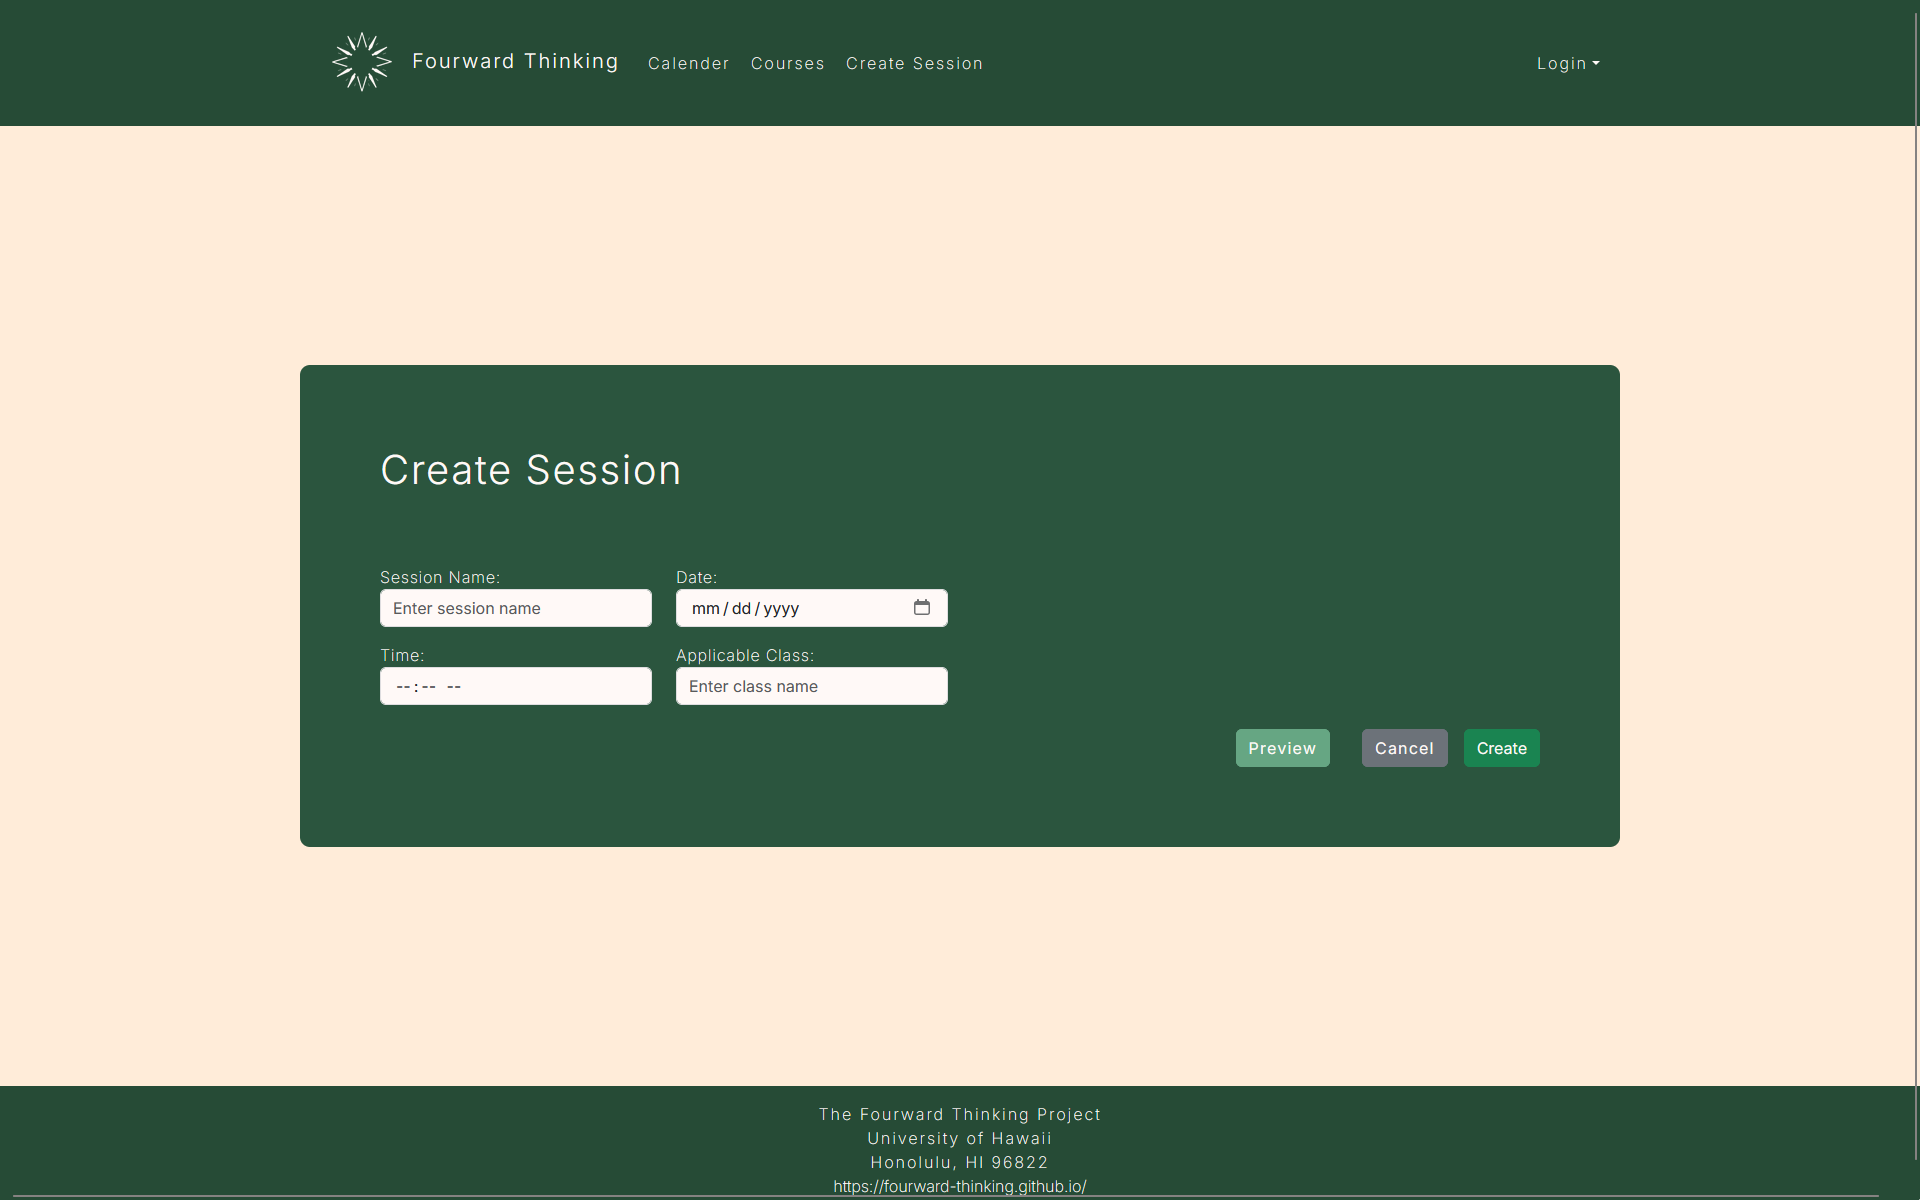 Fourward Thinking Calender Courses Create Session Login
Create Session
Session Name: Date:
Enter session name mm/dd/yyyy
Time: Applicable Class:
--:-- -- Enter class name
Preview Cancel Create
The Fourward Thinking Project
University of Hawaii
Honolulu, HI 96822
https://fourward-thinking.github.io/